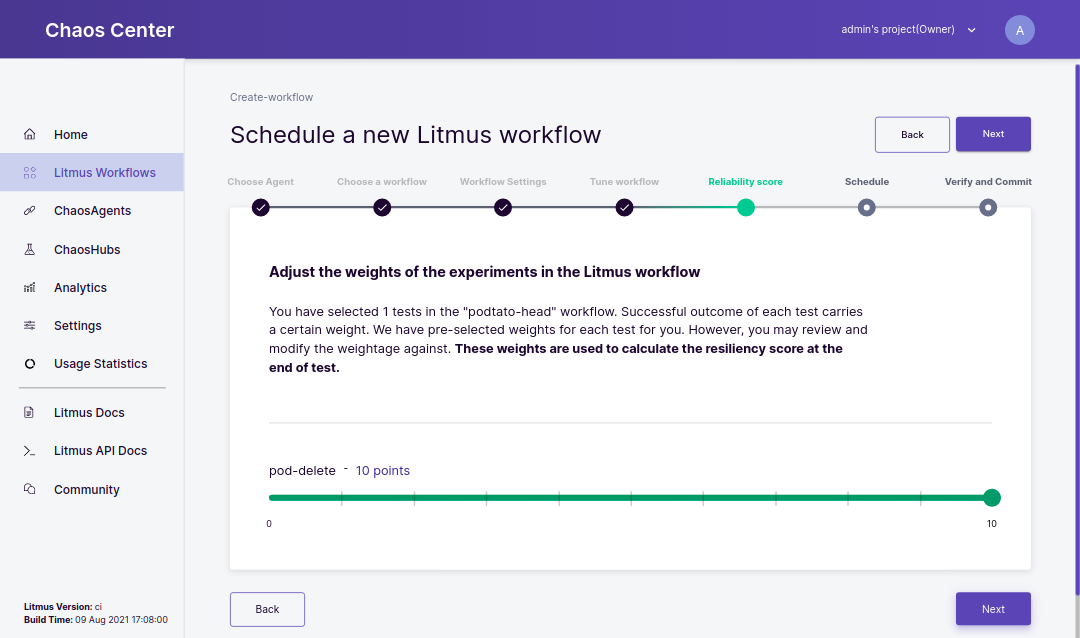 Chaos Center
admin's project(Owner)
A
Home
Litmus Workflows
ChaosAgents
ChaosHubs
Analytics
Settings
Usage Statistics
Litmus Docs
Litmus API Docs
Community
Litmus Version: ci
Build Time: 09 Aug 2021 17:08:00
Create-workflow
Schedule a new Litmus workflow
Back
Next
Choose Agent
Choose a workflow
Workflow Settings
Tune workflow
Reliability score
Schedule
Verify and Commit
Adjust the weights of the experiments in the Litmus workflow
You have selected 1 tests in the "podtato-head" workflow. Successful outcome of each test carries
a certain weight. We have pre-selected weights for each test for you. However, you may review and
modify the weightage against. These weights are used to calculate the resiliency score at the
end of test.
pod-delete - 10 points
0
10
Back
Next